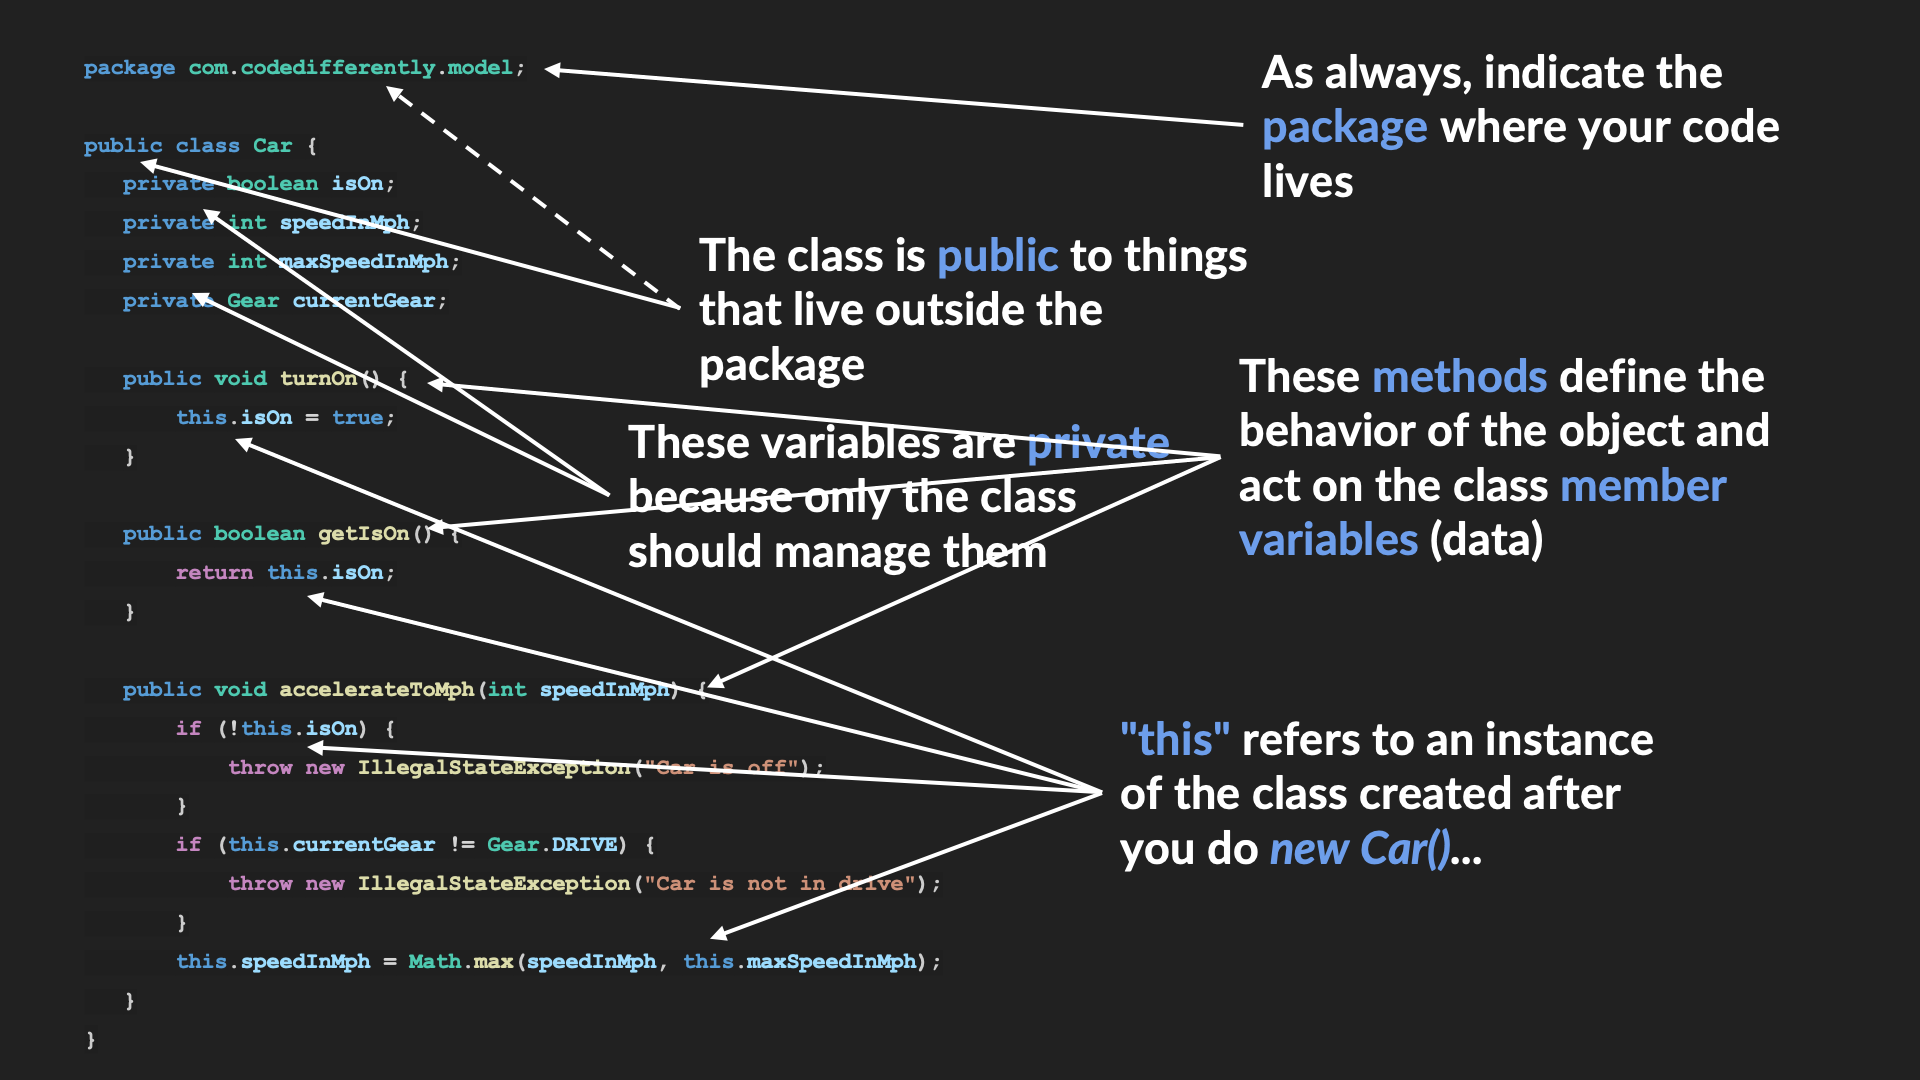 package com.codedifferently.model;
public class Car {
private boolean isOn;
private int speedInMph;
private int maxSpeedInMph;
private Gear currentGear;
public void turnOn() {
this.isOn = true;
}
public boolean getIsOn() {
return this.isOn;
}
public void accelerateToMph(int speedInMph) {
if (!this.isOn) {
throw new IllegalStateException("Car is off");
}
if (this.currentGear != Gear.DRIVE) {
throw new IllegalStateException("Car is not in drive");
}
this.speedInMph = Math.max(speedInMph, this.maxSpeedInMph);
}
}
As always, indicate the
package where your code
lives
The class is public to things
that live outside the
package
These variables are private
because only the class
should manage them
These methods define the
behavior of the object and
act on the class member
variables (data)
"this" refers to an instance
of the class created after
you do new Car()...